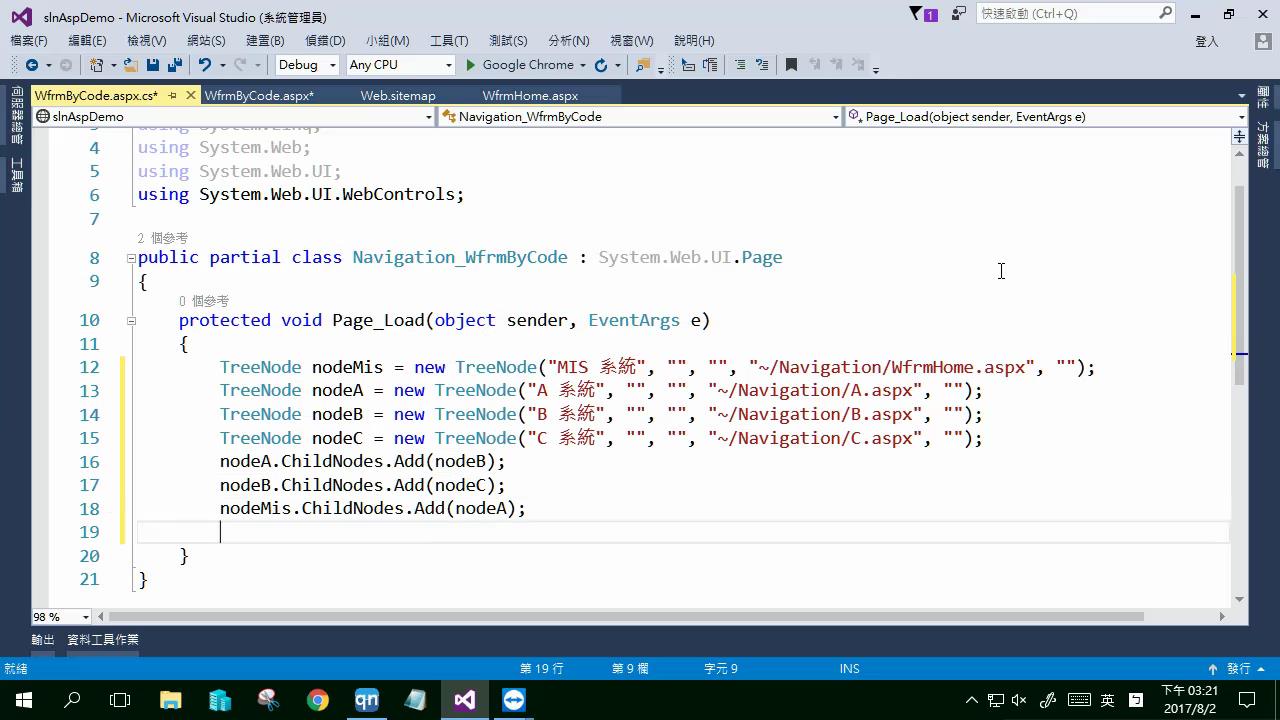 slnAspDemo - Microsoft Visual Studio (系統管理員)
1
快速啟動 (Ctrl+Q)
檔案(F) 編輯(E) 檢視(V) 網站(S) 建置(B) 偵錯(D) 小組(M) 工具(T) 測試(S) 分析(N) 視窗(W) 說明(H)
登入
Debug Any CPU Google Chrome
WfrmByCode.aspx.cs* WfrmByCode.aspx* Web.sitemap WfrmHome.aspx
slnAspDemo Navigation_WfrmByCode Page_Load(object sender, EventArgs e)
伺服器總管
工具箱
屬性
方案總管
3 using System.Linq;
4 using System.Web;
5 using System.Web.UI;
6 using System.Web.UI.WebControls;
7
2 個參考
8 public partial class Navigation_WfrmByCode : System.Web.UI.Page
9 {
0 個參考
10 protected void Page_Load(object sender, EventArgs e)
11 {
12 TreeNode nodeMis = new TreeNode("MIS 系統", "", "", "~/Navigation/WfrmHome.aspx", "");
13 TreeNode nodeA = new TreeNode("A 系統", "", "", "~/Navigation/A.aspx", "");
14 TreeNode nodeB = new TreeNode("B 系統", "", "", "~/Navigation/B.aspx", "");
15 TreeNode nodeC = new TreeNode("C 系統", "", "", "~/Navigation/C.aspx", "");
16 nodeA.ChildNodes.Add(nodeB);
17 nodeB.ChildNodes.Add(nodeC);
18 nodeMis.ChildNodes.Add(nodeA);
19
20 }
21 }
98 %
輸出 資料工具作業
就緒 第 19 行 第 9 欄 字元 9 INS 發行
qn
英
下午 03:21
2017/8/2